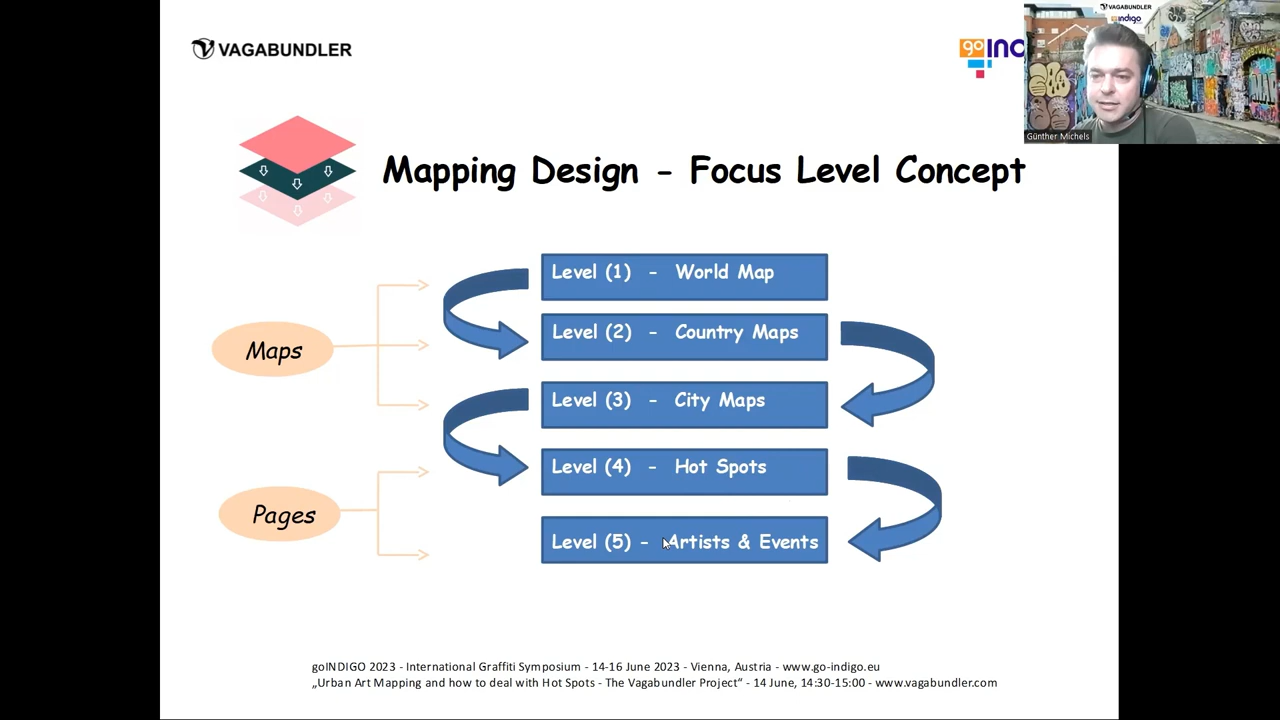 VAGABUNDLER
goIND
VAGABUNDLER
indigo
Günther Michels
Mapping Design - Focus Level Concept
Maps
Level (1) - World Map
Level (2) - Country Maps
Level (3) - City Maps
Pages
Level (4) - Hot Spots
Level (5) - Artists & Events
goINDIGO 2023 - International Graffiti Symposium - 14-16 June 2023 - Vienna, Austria - www.go-indigo.eu
„Urban Art Mapping and how to deal with Hot Spots - The Vagabundler Project“ - 14 June, 14:30-15:00 - www.vagabundler.com